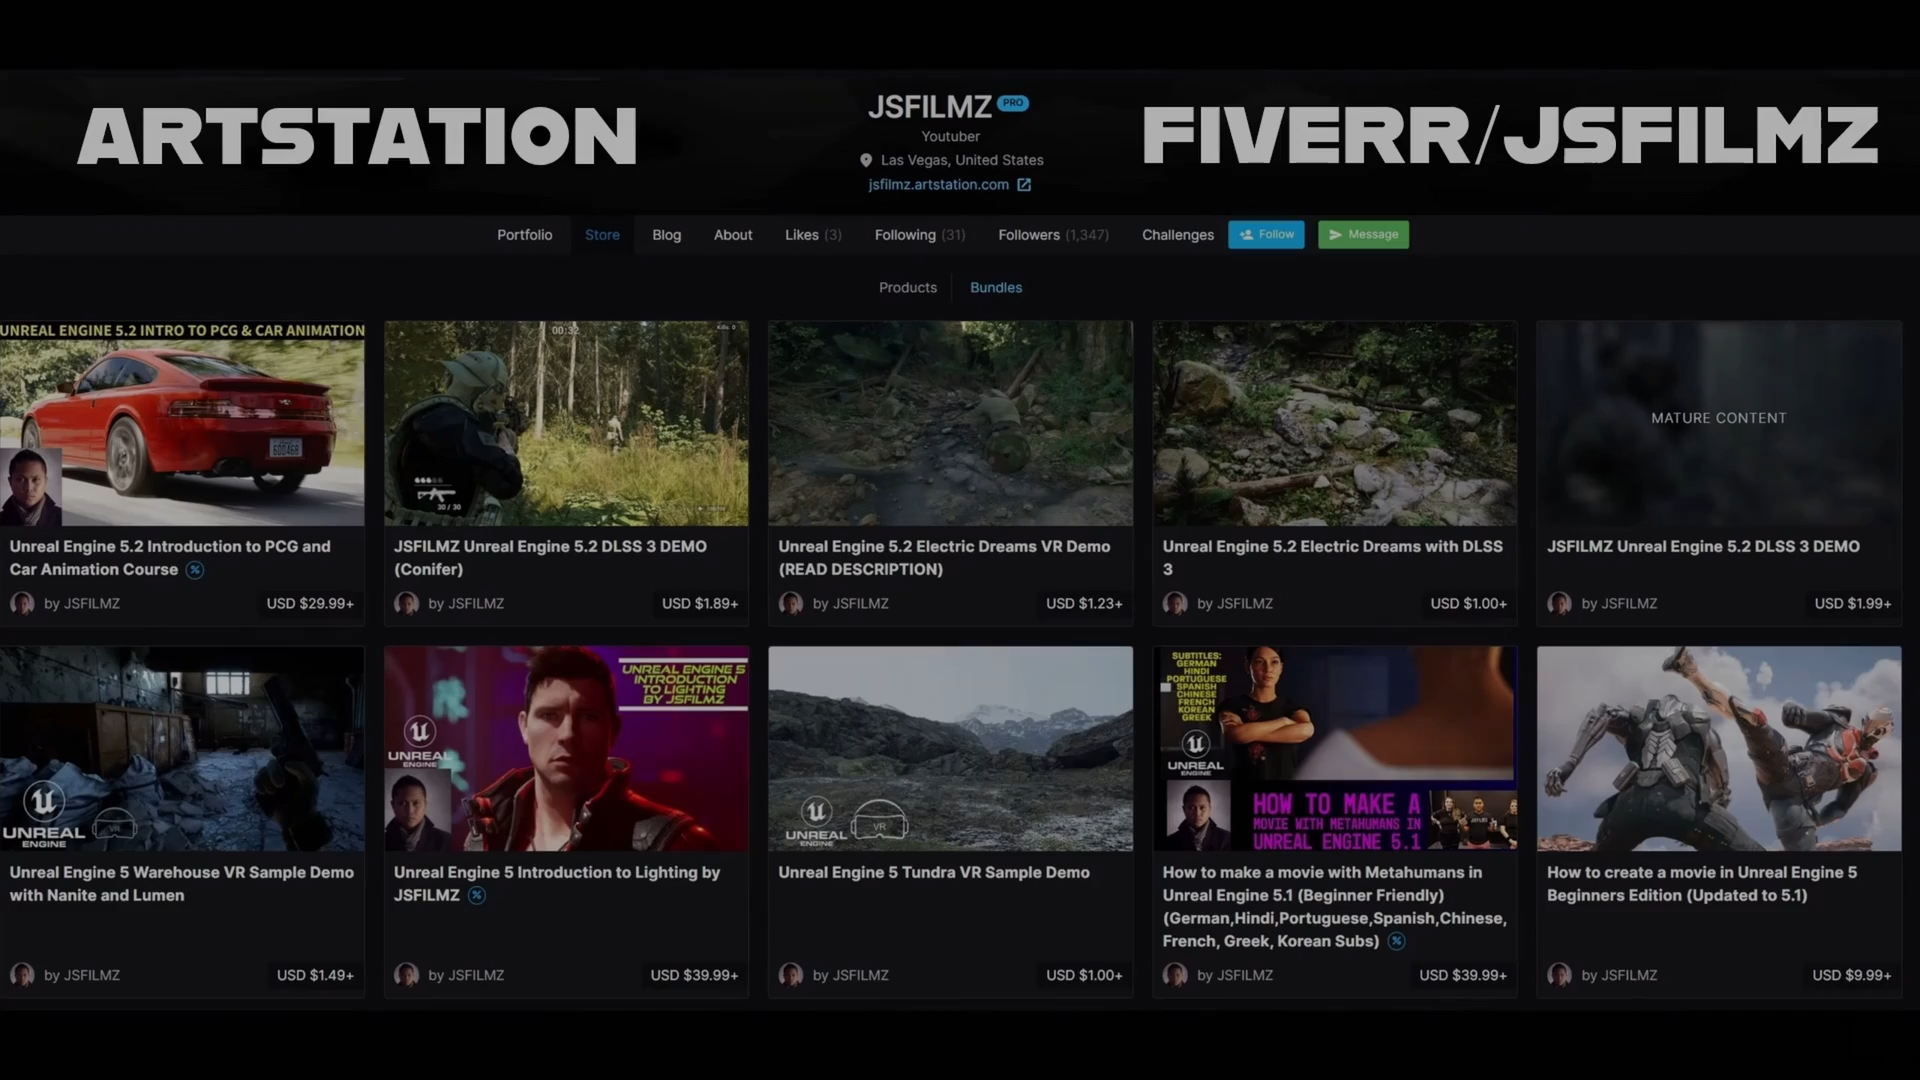 ARTSTATION
JSFILMZ PRO
FIVERR/JSFILMZ
Youtuber
Las Vegas, United States
jsfilmz.artstation.com
Portfolio Store Blog About Likes (3) Following (31) Followers (1,347) Challenges Follow Message
Products Bundles
UNREAL ENGINE 5.2 INTRO TO PCG & CAR ANIMATION
Unreal Engine 5.2 Introduction to PCG and
Car Animation Course
by JSFILMZ USD $29.99+
00:32
30 / 30
JSFILMZ Unreal Engine 5.2 DLSS 3 DEMO
(Conifer)
by JSFILMZ USD $1.89+
Unreal Engine 5.2 Electric Dreams VR Demo
(READ DESCRIPTION)
by JSFILMZ USD $1.23+
Unreal Engine 5.2 Electric Dreams with DLSS
3
by JSFILMZ USD $1.00+
MATURE CONTENT
JSFILMZ Unreal Engine 5.2 DLSS 3 DEMO
by JSFILMZ USD $1.99+
UNREAL
ENGINE
VR
Unreal Engine 5 Warehouse VR Sample Demo
with Nanite and Lumen
by JSFILMZ USD $1.49+
UNREAL ENGINE 5
INTRODUCTION
TO LIGHTING
BY JSFILMZ
UNREAL
ENGINE
Unreal Engine 5 Introduction to Lighting by
JSFILMZ
by JSFILMZ USD $39.99+
UNREAL
ENGINE
VR
Unreal Engine 5 Tundra VR Sample Demo
by JSFILMZ USD $1.00+
SUBTITLES:
GERMAN
HINDI
PORTUGUESE
SPANISH
CHINESE
FRENCH
KOREAN
GREEK
UNREAL
ENGINE
HOW TO MAKE A
MOVIE WITH METAHUMANS IN
UNREAL ENGINE 5.1
How to make a movie with Metahumans in
Unreal Engine 5.1 (Beginner Friendly)
(German,Hindi,Portuguese,Spanish,Chinese,
French, Greek, Korean Subs)
by JSFILMZ USD $39.99+
How to create a movie in Unreal Engine 5
Beginners Edition (Updated to 5.1)
by JSFILMZ USD $9.99+